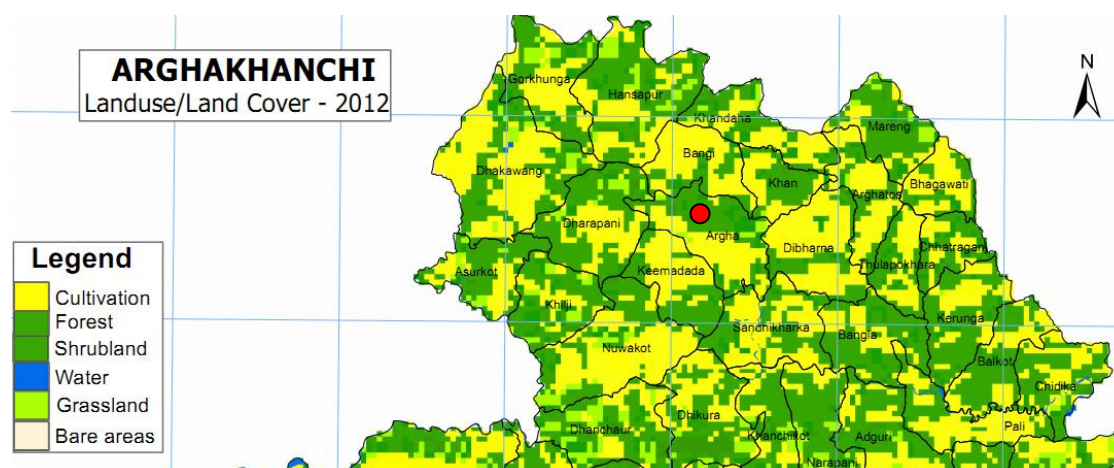 ARGHAKHANCHI
Landuse/Land Cover - 2012
N
Gorkhunga
Hansapur
Khandaha
Mareng
Bangi
Dhakawang
Khan
Arghatos
Bhagawati
Dharapani
Argha
Dibharna
Chhatraganj
Thulapokhara
Asurkot
Keemadada
Khilji
Kerunga
Sandhikharka
Bangla
Nuwakot
Balkot
Chidika
Dhikura
Pali
Dhanchaur
Khanchikot
Adguri
Narapani
Legend
Cultivation
Forest
Shrubland
Water
Grassland
Bare areas